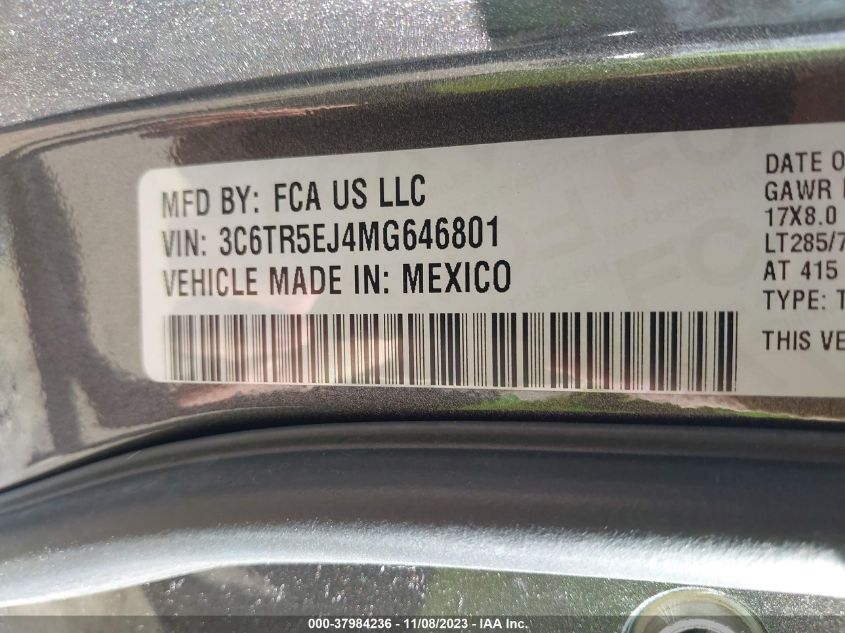 MFD BY: FCA US LLC
VIN: 3C6TR5EJ4MG646801
VEHICLE MADE IN: MEXICO
DATE O
GAWR
17X8.0
LT285/7
AT 415
TYPE: T
THIS VE
000-37984236 - 11/08/2023 - IAA Inc.